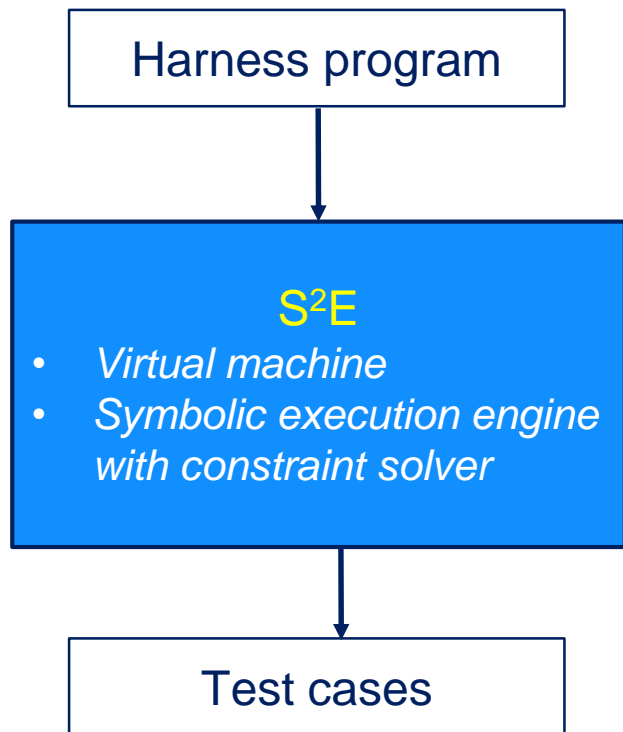 Harness program
S²E
• Virtual machine
• Symbolic execution engine
with constraint solver
Test cases